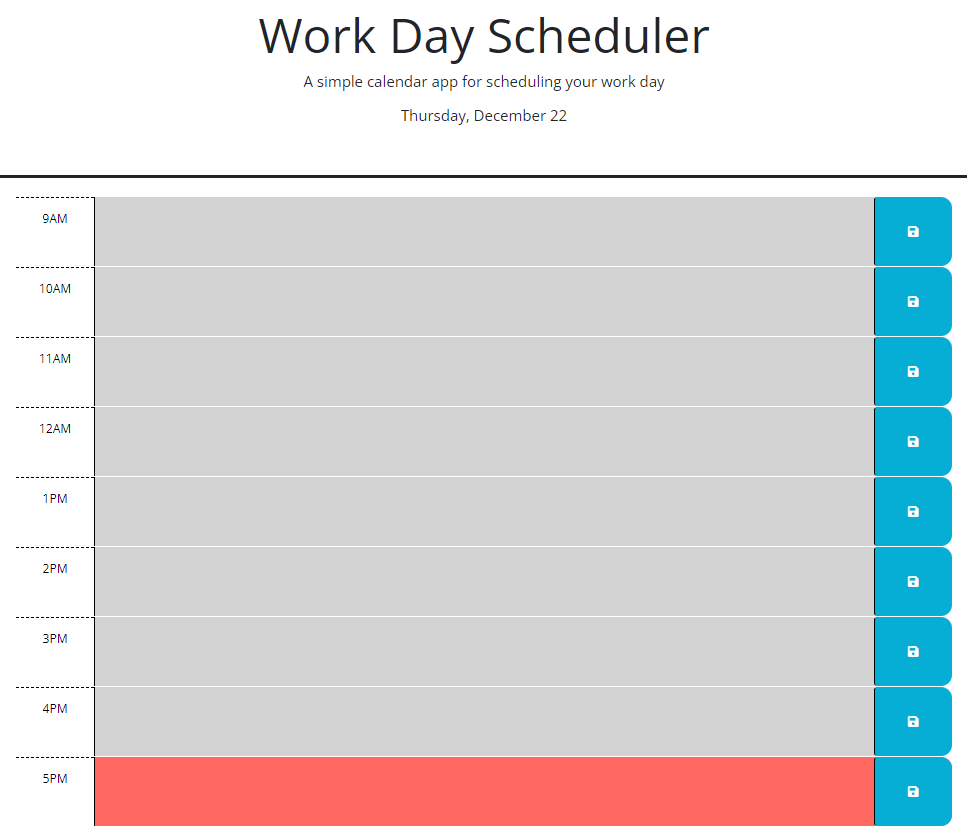 Work Day Scheduler
A simple calendar app for scheduling your work day
Thursday, December 22
9AM
10AM
11AM
12AM
1PM
2PM
3PM
4PM
5PM